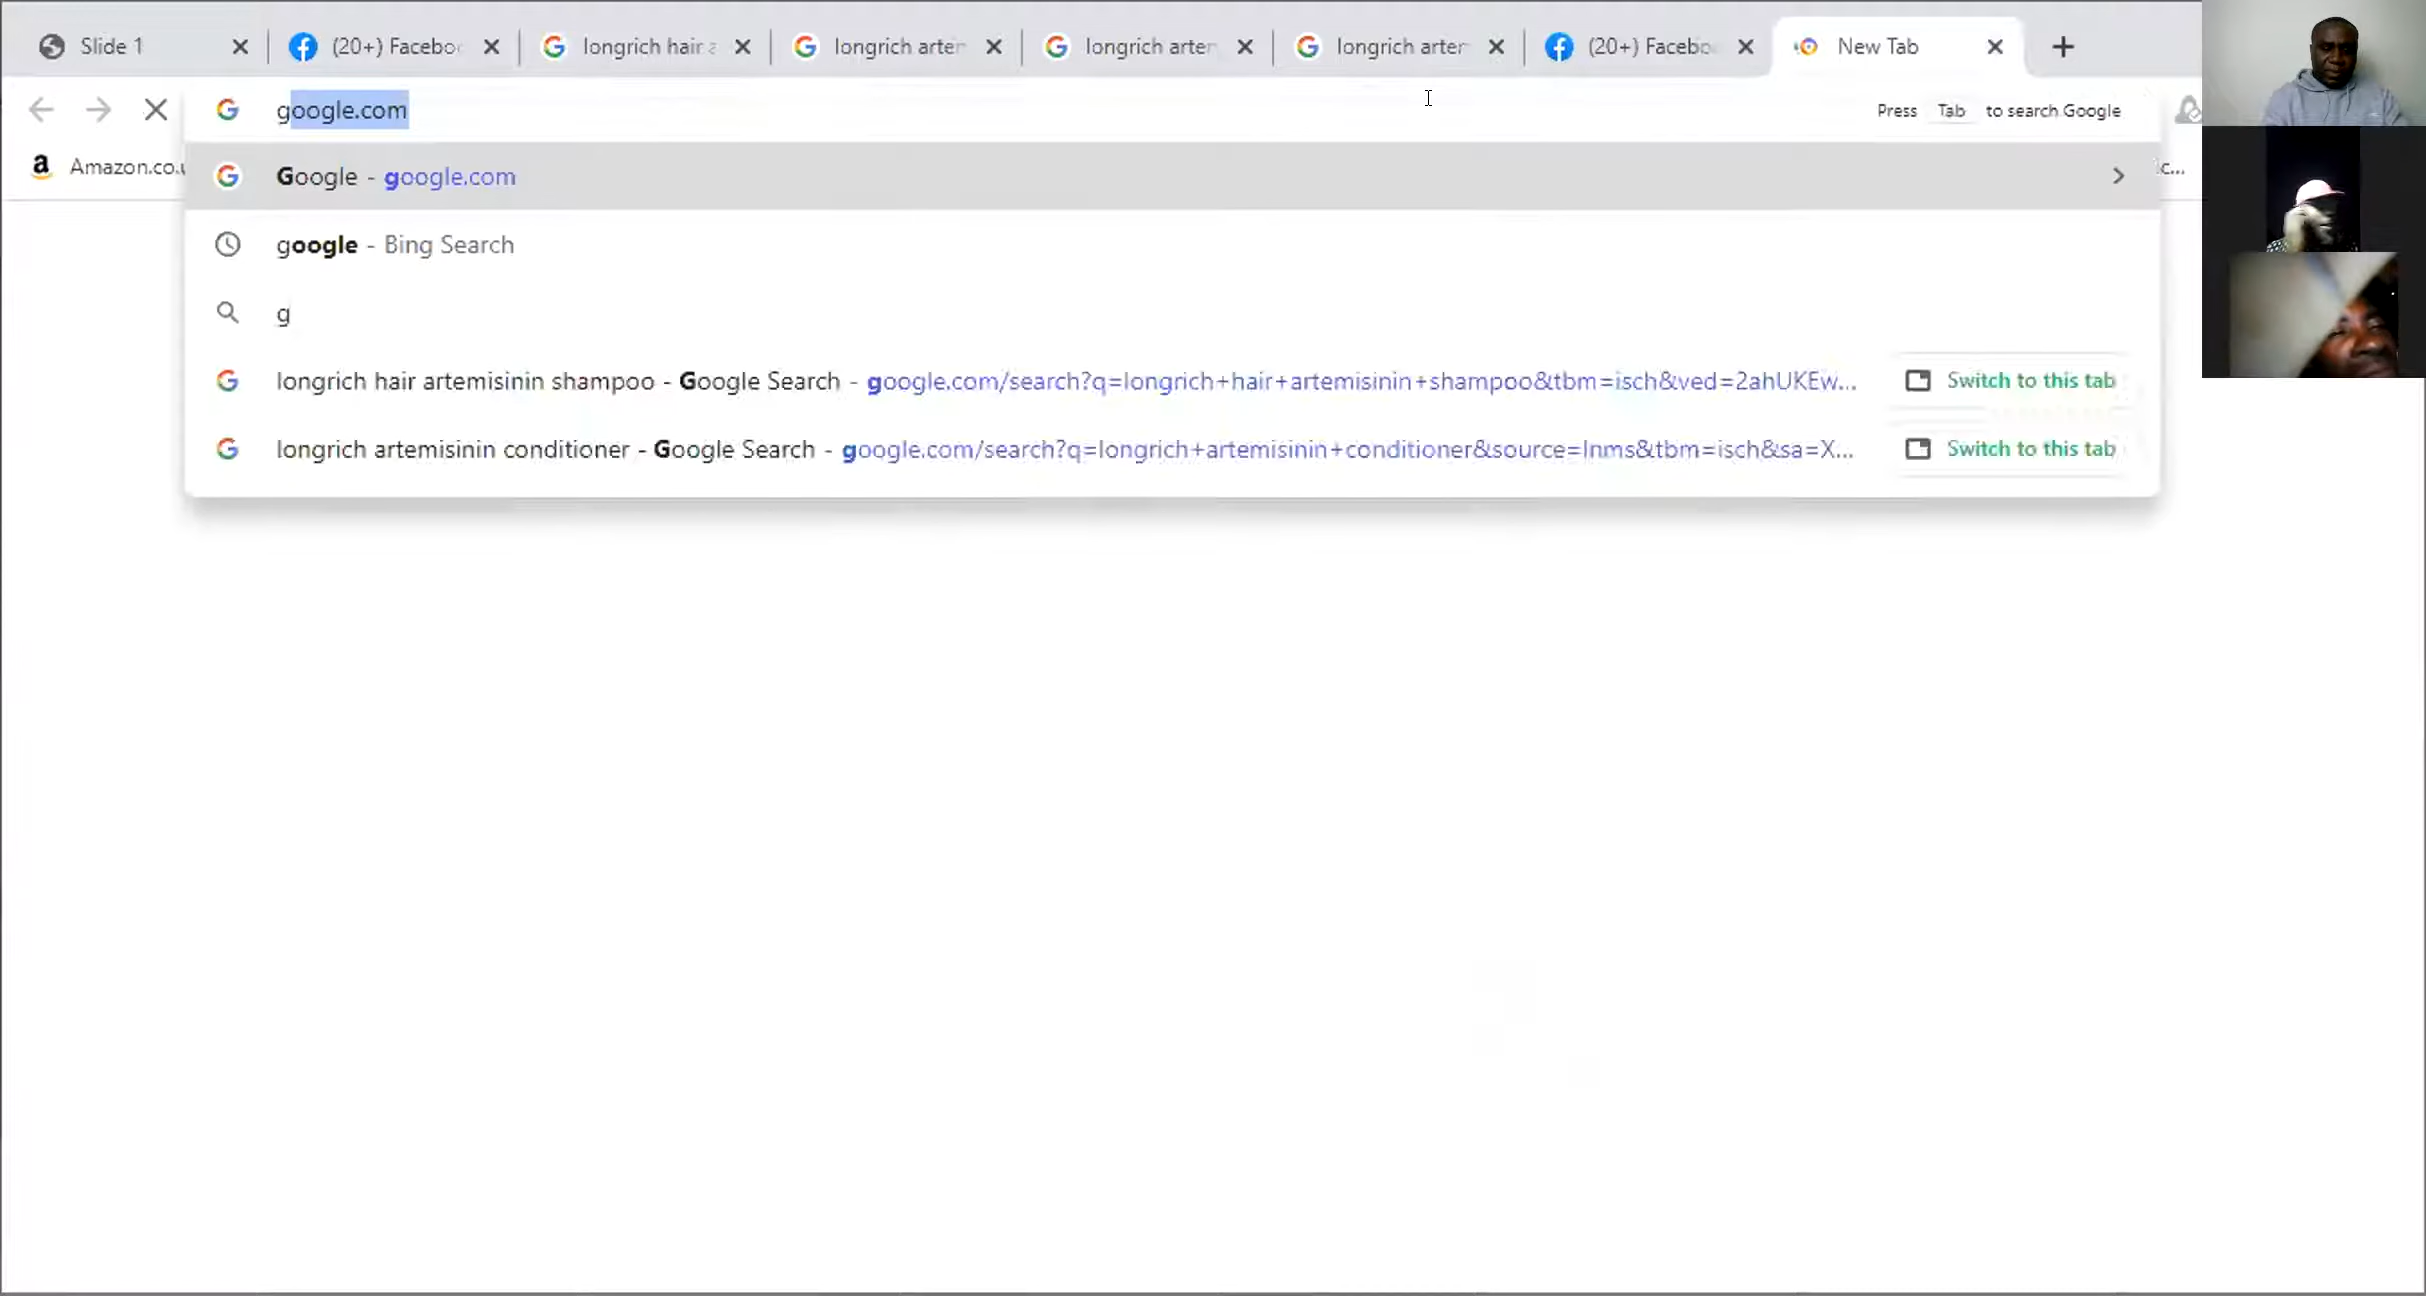 Slide 1
(20+) Facebo
longrich hair a
longrich arten
longrich arter
longrich arter
(20+) Facebo
New Tab
google.com
Press Tab to search Google
Amazon.co.u
Google - google.com
c...
google - Bing Search
g
longrich hair artemisinin shampoo - Google Search - google.com/search?q=longrich+hair+artemisinin+shampoo&tbm=isch&ved=2ahUKEw...
Switch to this tab
longrich artemisinin conditioner - Google Search - google.com/search?q=longrich+artemisinin+conditioner&source=lnms&tbm=isch&sa=X...
Switch to this tab